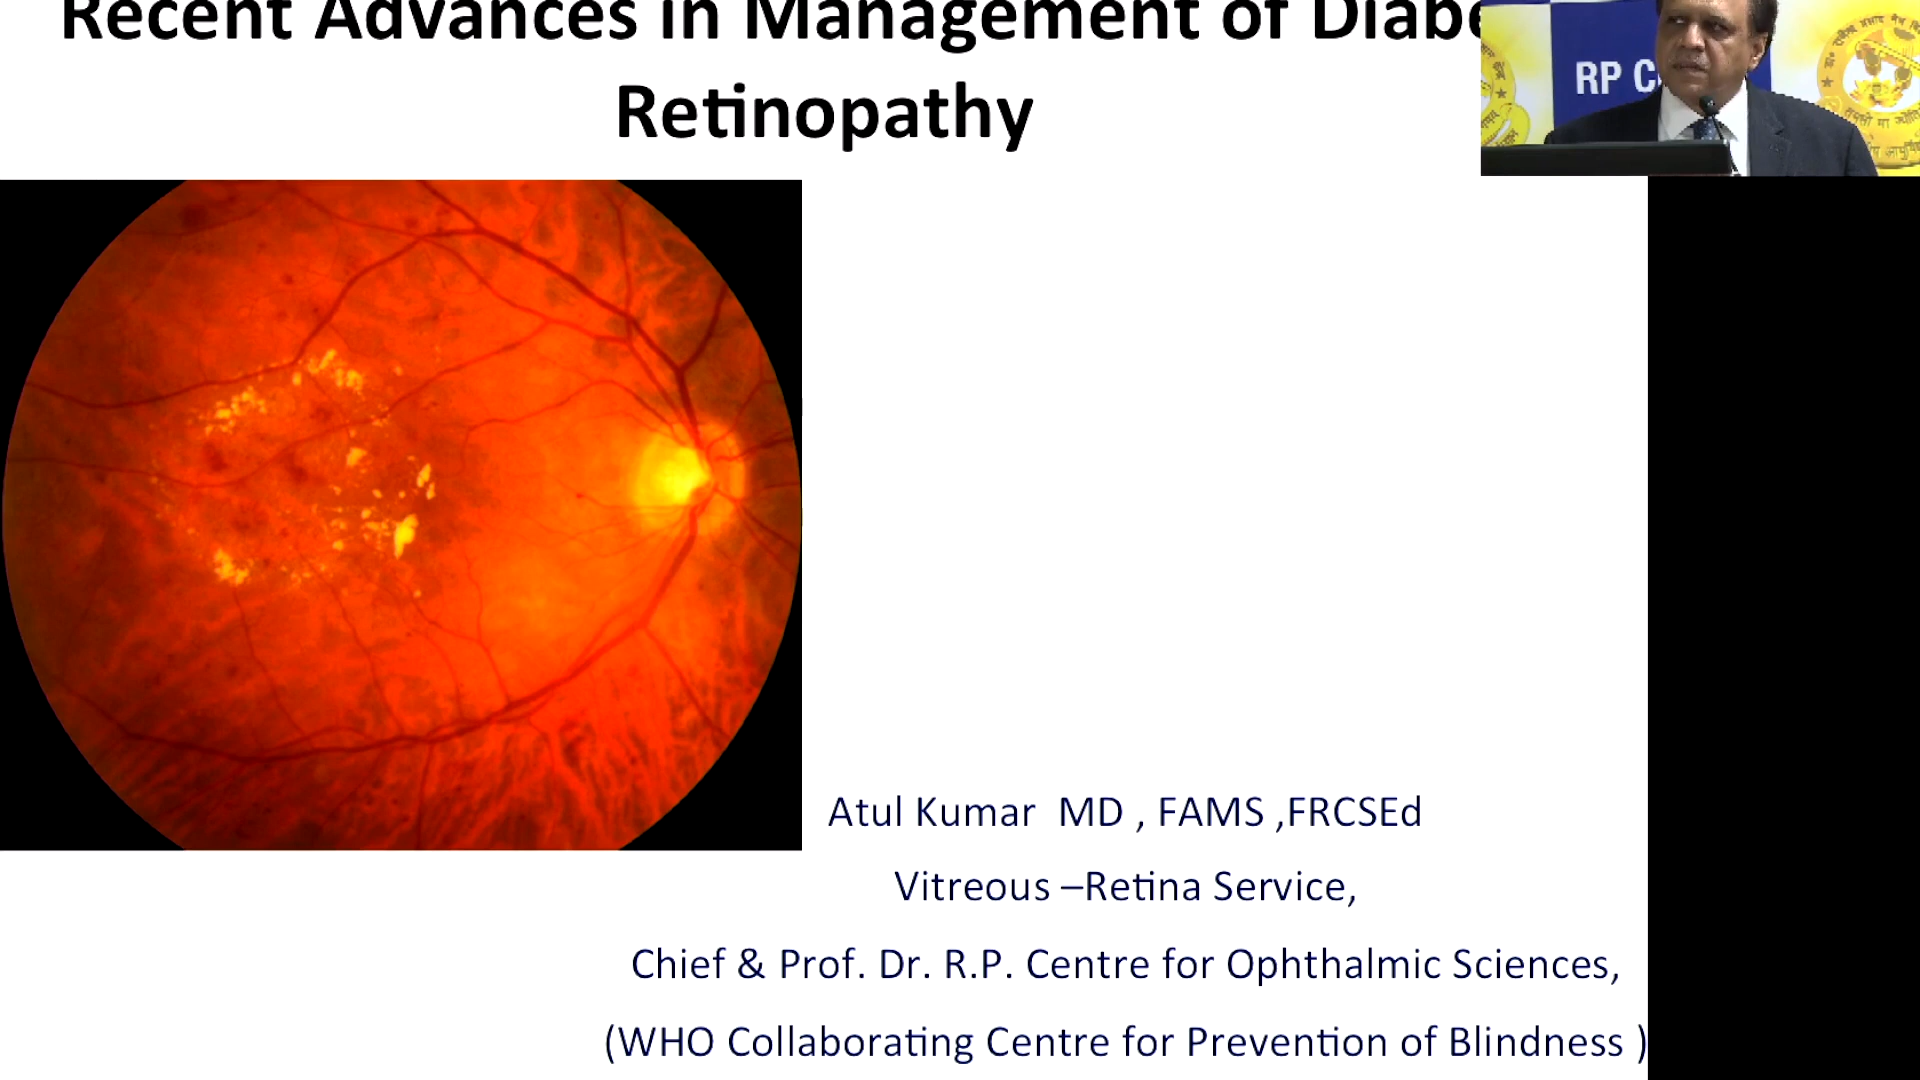 Recent Advances in Management of Diabe
Retinopathy
RP C
Atul Kumar MD , FAMS ,FRCSEd
Vitreous –Retina Service,
Chief & Prof. Dr. R.P. Centre for Ophthalmic Sciences,
(WHO Collaborating Centre for Prevention of Blindness )